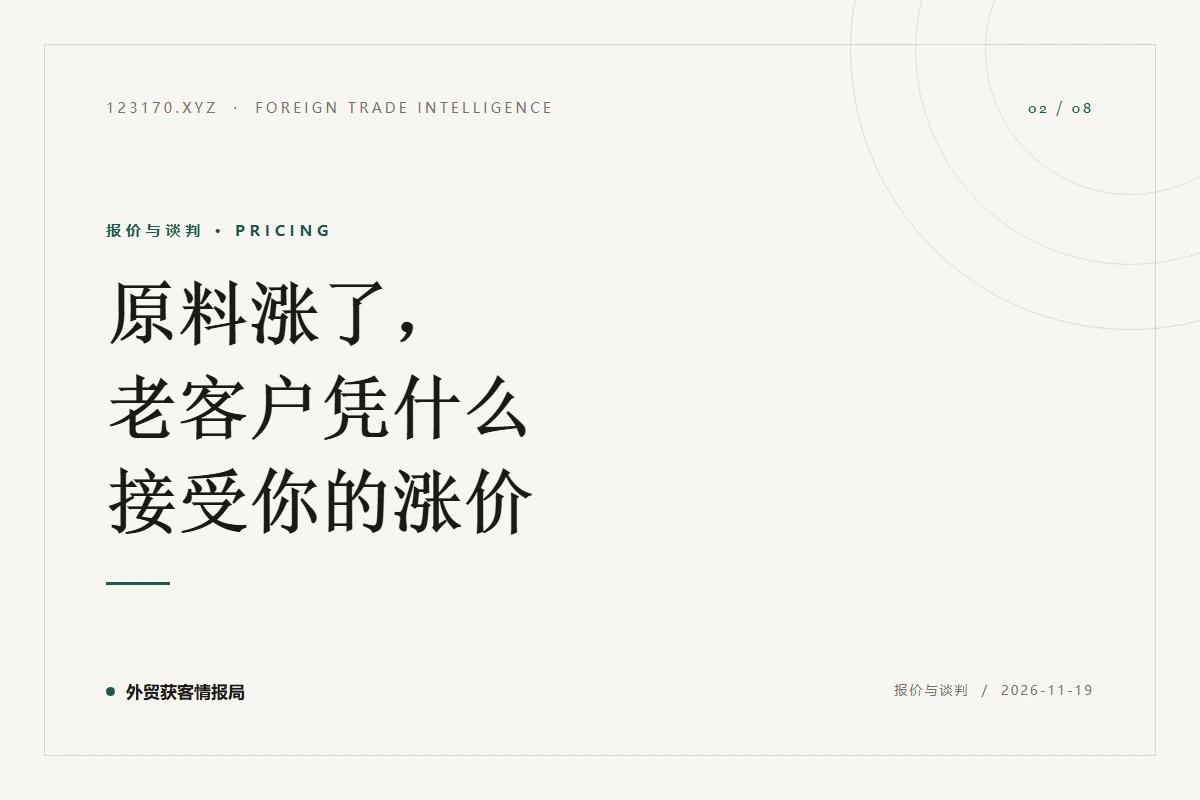 123170.XYZ · FOREIGN TRADE INTELLIGENCE
02 / 08
报价与谈判 • PRICING
原料涨了，
老客户凭什么
接受你的涨价
外贸获客情报局
报价与谈判 / 2026-11-19